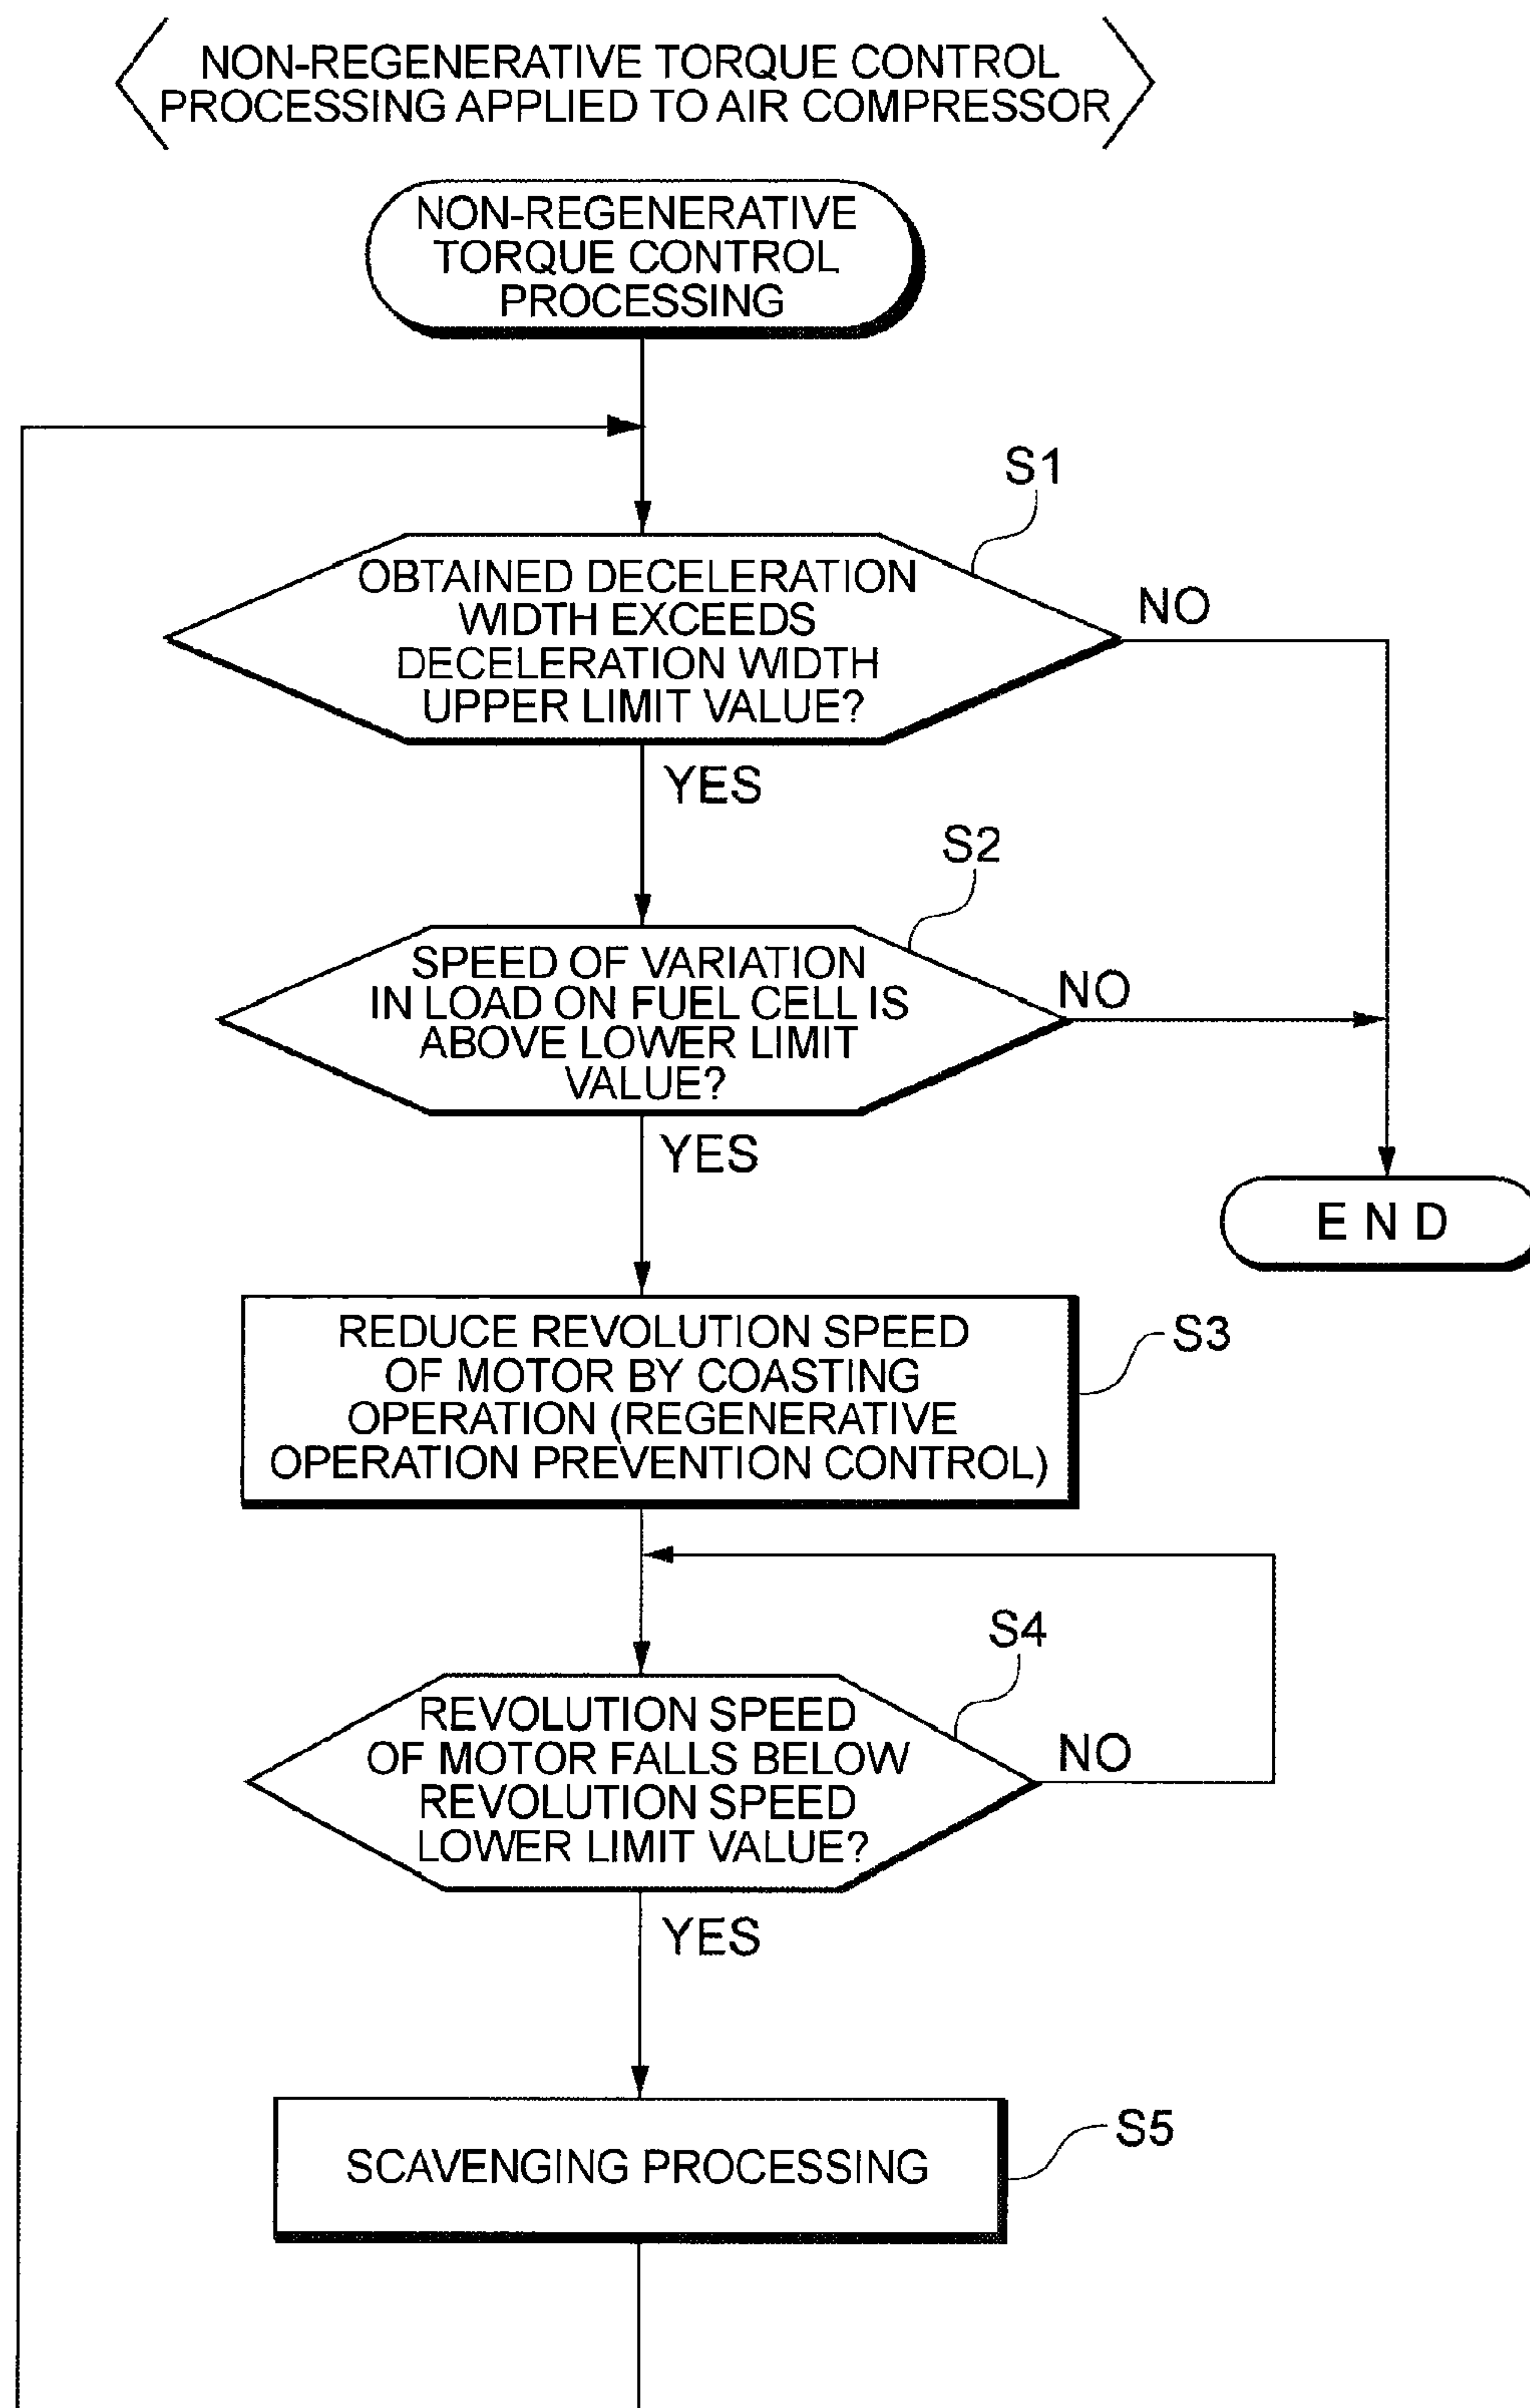 NON-REGENERATIVE TORQUE CONTROL
PROCESSING APPLIED TO AIR COMPRESSOR
NON-REGENERATIVE
TORQUE CONTROL
PROCESSING
S1
OBTAINED DECELERATION
WIDTH EXCEEDS
DECELERATION WIDTH
UPPER LIMIT VALUE?
NO
YES
S2
SPEED OF VARIATION
IN LOAD ON FUEL CELL IS
ABOVE LOWER LIMIT
VALUE?
NO
YES
END
REDUCE REVOLUTION SPEED
OF MOTOR BY COASTING
OPERATION (REGENERATIVE
OPERATION PREVENTION CONTROL)
S3
S4
REVOLUTION SPEED
OF MOTOR FALLS BELOW
REVOLUTION SPEED
LOWER LIMIT VALUE?
NO
YES
SCAVENGING PROCESSING
S5